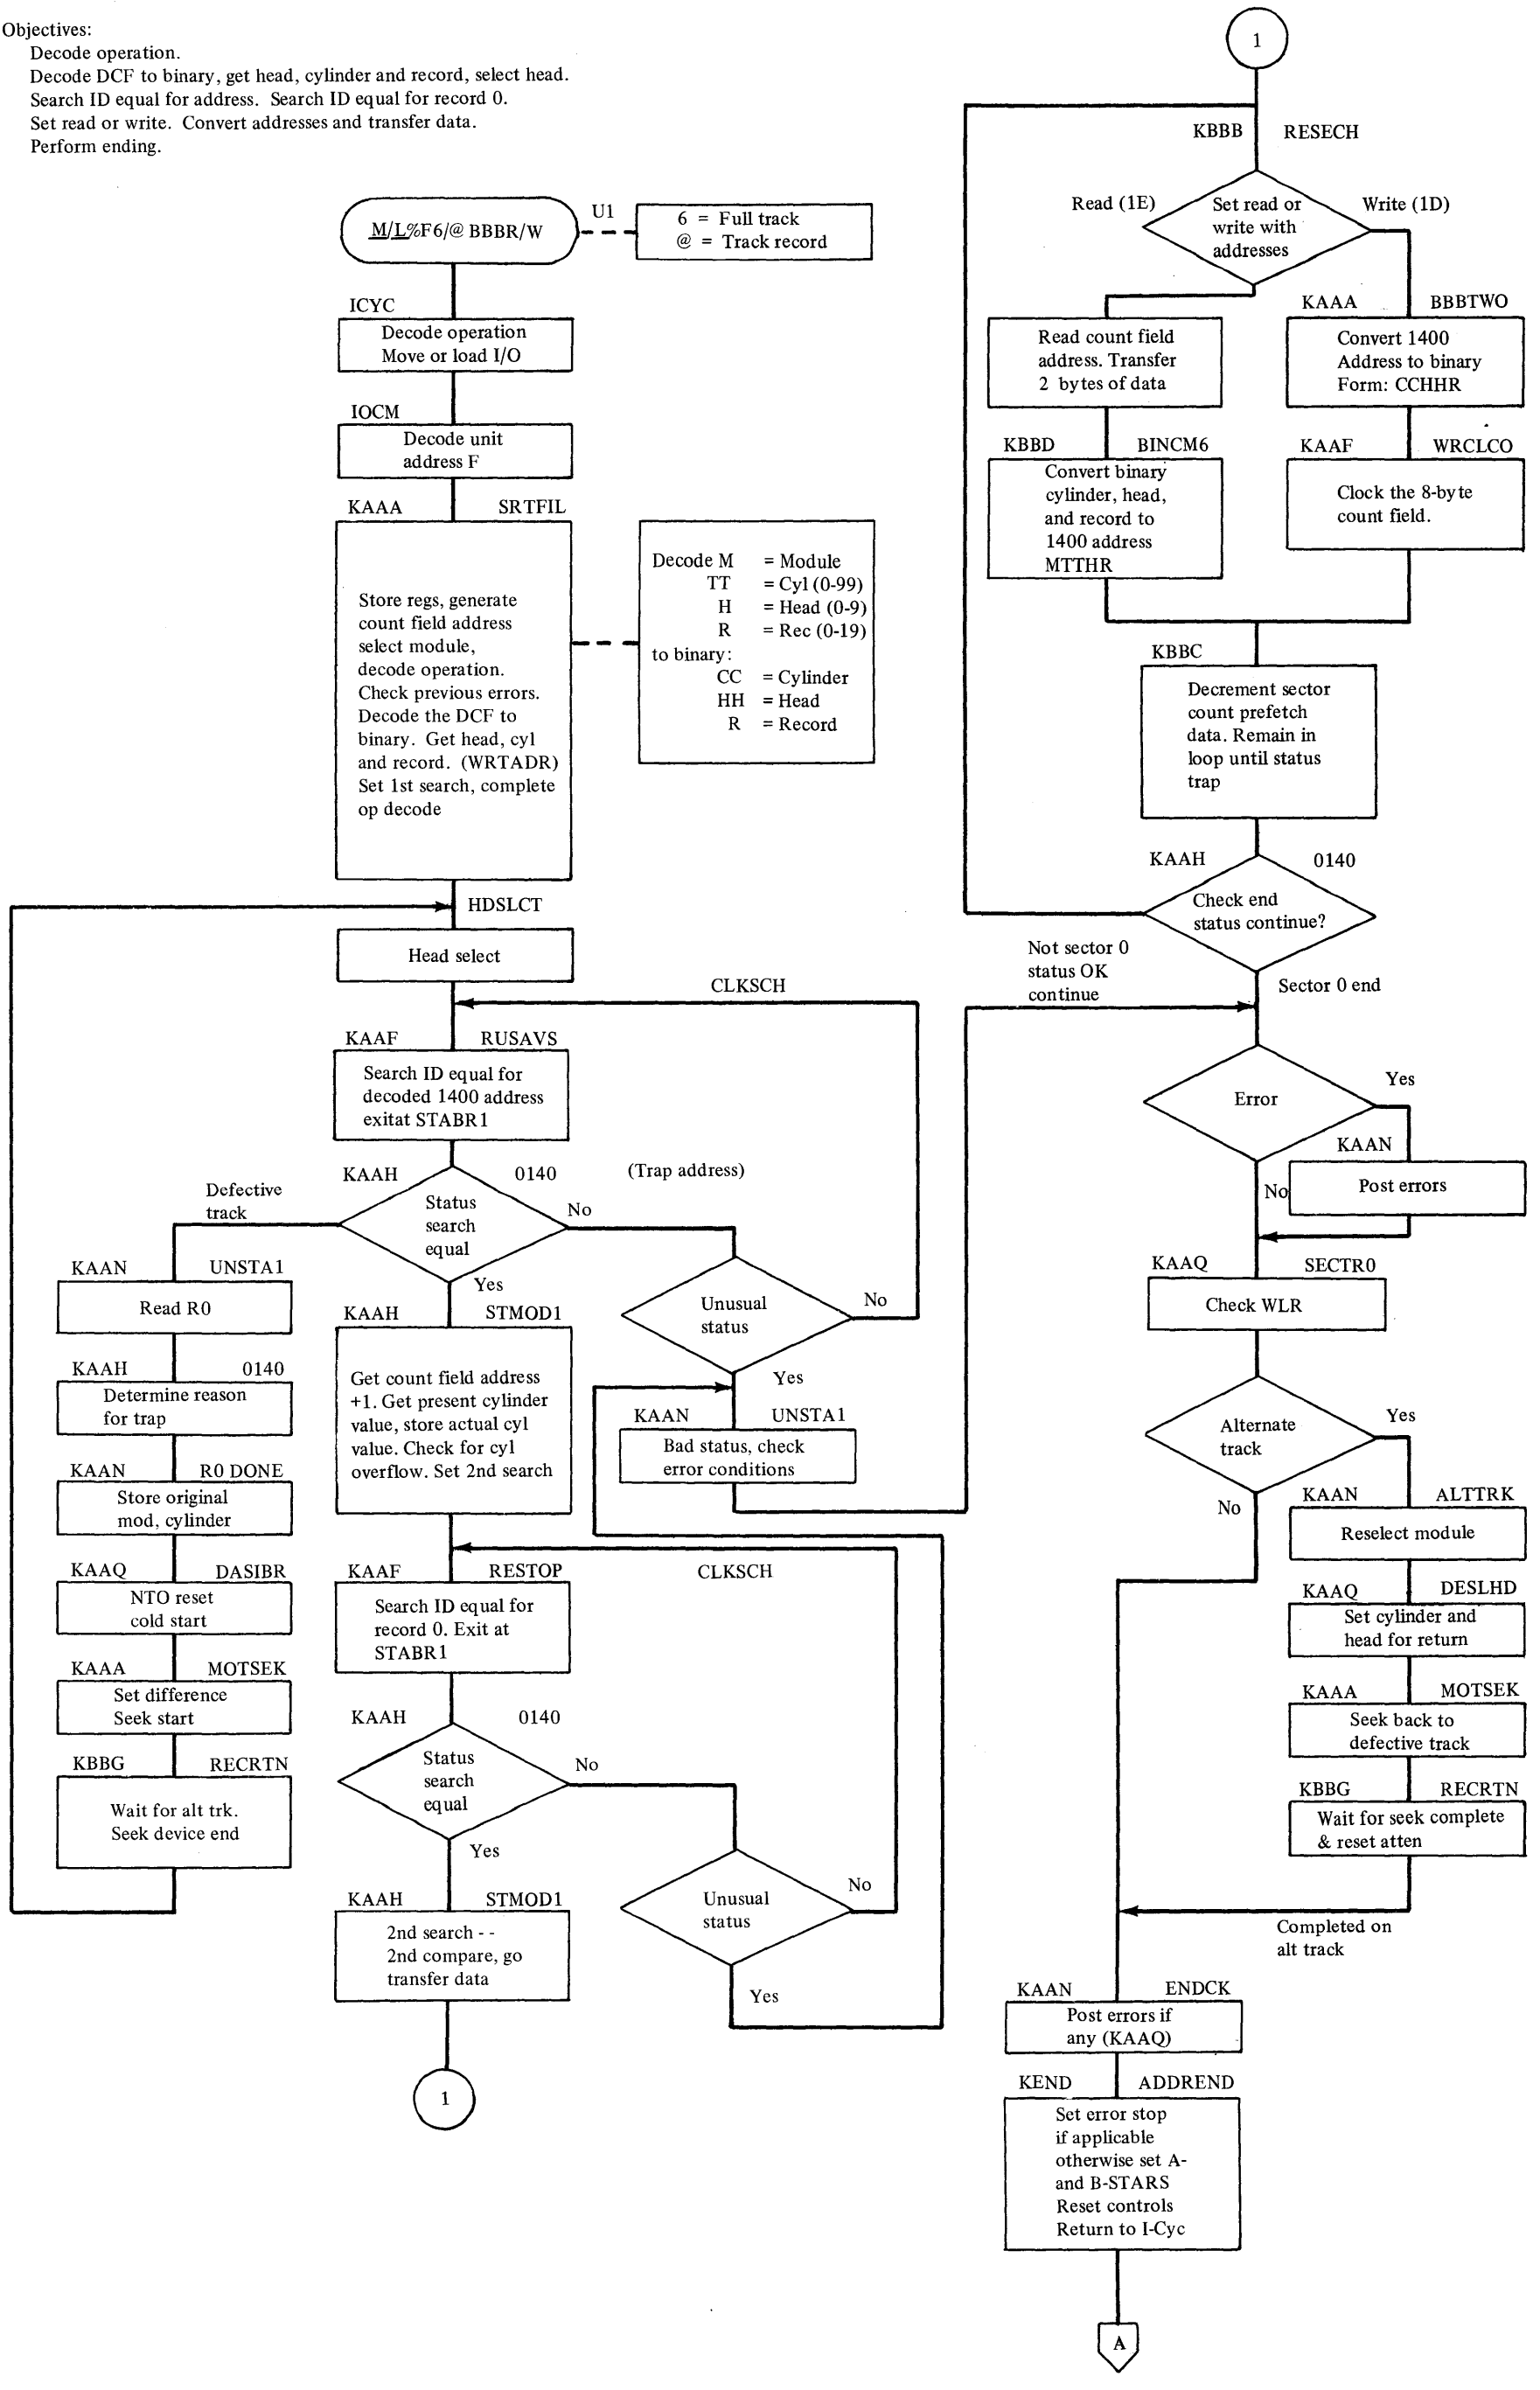 Objectives:
Decode operation.
Decode DCF to binary, get head, cylinder and record, select head.
Search ID equal for address. Search ID equal for record 0.
Set read or write. Convert addresses and transfer data.
Perform ending.
M/L%F6/@ BBBR/W
U1
6 = Full track
@ = Track record
ICYC
Decode operation
Move or load I/O
IOCM
Decode unit
address F
KAAA SRTFIL
Store regs, generate
count field address
select module,
decode operation.
Check previous errors.
Decode the DCF to
binary. Get head, cyl
and record. (WRTADR)
Set 1st search, complete
op decode
Decode M = Module
TT = Cyl (0-99)
H = Head (0-9)
R = Rec (0-19)
to binary:
CC = Cylinder
HH = Head
R = Record
HDSLCT
Head select
CLKSCH
KAAF RUSAVS
Search ID equal for
decoded 1400 address
exitat STABR1
KAAH 0140
(Trap address)
Status
search
equal
Defective
track
No
Yes
KAAN UNSTA1
Read R0
KAAH 0140
Determine reason
for trap
KAAN R0 DONE
Store original
mod, cylinder
KAAQ DASIBR
NTO reset
cold start
KAAA MOTSEK
Set difference
Seek start
KBBG RECRTN
Wait for alt trk.
Seek device end
KAAH STMOD1
Get count field address
+1. Get present cylinder
value, store actual cyl
value. Check for cyl
overflow. Set 2nd search
Unusual
status
No
Yes
KAAN UNSTA1
Bad status, check
error conditions
CLKSCH
KAAF RESTOP
Search ID equal for
record 0. Exit at
STABR1
KAAH 0140
Status
search
equal
No
Yes
Unusual
status
No
Yes
KAAH STMOD1
2nd search - -
2nd compare, go
transfer data
1
1
KBBB RESECH
Read (1E)
Set read or
write with
addresses
Write (1D)
Read count field
address. Transfer
2 bytes of data
KBBD BINCM6
Convert binary
cylinder, head,
and record to
1400 address
MTTHR
KAAA BBBTWO
Convert 1400
Address to binary
Form: CCHHR
KAAF WRCLCO
Clock the 8-byte
count field.
KBBC
Decrement sector
count prefetch
data. Remain in
loop until status
trap
KAAH 0140
Check end
status continue?
Not sector 0
status OK
continue
Sector 0 end
Error
Yes
No
KAAN
Post errors
KAAQ SECTR0
Check WLR
Alternate
track
Yes
No
KAAN ALTTRK
Reselect module
KAAQ DESLHD
Set cylinder and
head for return
KAAA MOTSEK
Seek back to
defective track
KBBG RECRTN
Wait for seek complete
& reset atten
Completed on
alt track
KAAN ENDCK
Post errors if
any (KAAQ)
KEND ADDREND
Set error stop
if applicable
otherwise set A-
and B-STARS
Reset controls
Return to I-Cyc
A